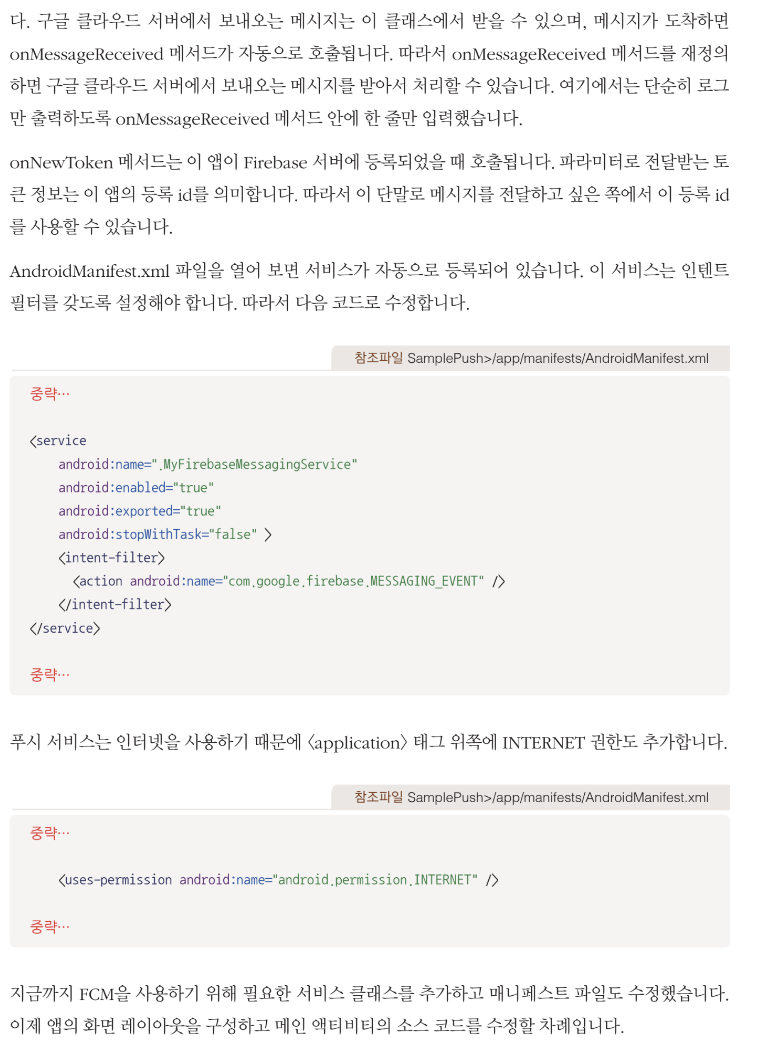 다. 구글 클라우드 서버에서 보내오는 메시지는 이 클래스에서 받을 수 있으며, 메시지가 도착하면
onMessageReceived 메서드가 자동으로 호출됩니다. 따라서 onMessageReceived 메서드를 재정의
하면 구글 클라우드 서버에서 보내오는 메시지를 받아서 처리할 수 있습니다. 여기에서는 단순히 로그
만 출력하도록 onMessageReceived 메서드 안에 한 줄만 입력했습니다.
onNewToken 메서드는 이 앱이 Firebase 서버에 등록되었을 때 호출됩니다. 파라미터로 전달받는 토
큰 정보는 이 앱의 등록 id를 의미합니다. 따라서 이 단말로 메시지를 전달하고 싶은 쪽에서 이 등록 id
를 사용할 수 있습니다.
AndroidManifest.xml 파일을 열어 보면 서비스가 자동으로 등록되어 있습니다. 이 서비스는 인텐트
필터를 갖도록 설정해야 합니다. 따라서 다음 코드로 수정합니다.
참조파일 SamplePush>/app/manifests/AndroidManifest.xml
중략…
<service
android:name=".MyFirebaseMessagingService"
android:enabled="true"
android:exported="true"
android:stopWithTask="false" >
<intent-filter>
<action android:name="com.google.firebase.MESSAGING_EVENT" />
</intent-filter>
</service>
중략…
푸시 서비스는 인터넷을 사용하기 때문에 〈application〉 태그 위쪽에 INTERNET 권한도 추가합니다.
참조파일 SamplePush>/app/manifests/AndroidManifest.xml
중략…
<uses-permission android:name="android.permission.INTERNET" />
중략…
지금까지 FCM을 사용하기 위해 필요한 서비스 클래스를 추가하고 매니페스트 파일도 수정했습니다.
이제 앱의 화면 레이아웃을 구성하고 메인 액티비티의 소스 코드를 수정할 차례입니다.